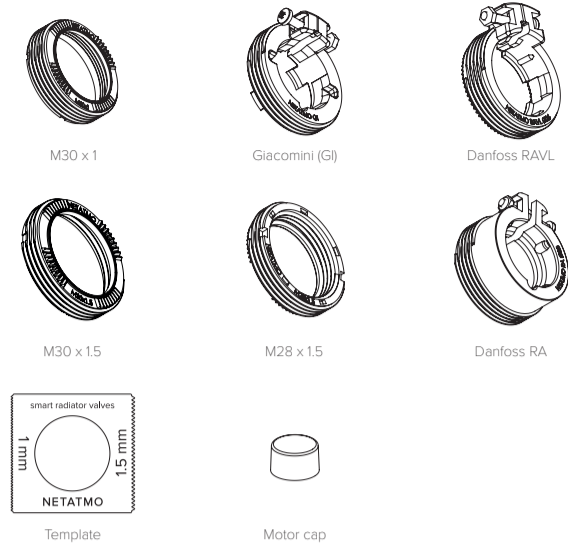 M30 x 1
Giacomini (GI)
Danfoss RAVL
NETATMO
M30 x 1.5
M28 x 1.5
Danfoss RA
smart radiator valves
1 mm
1.5 mm
NETATMO
Template
Motor cap